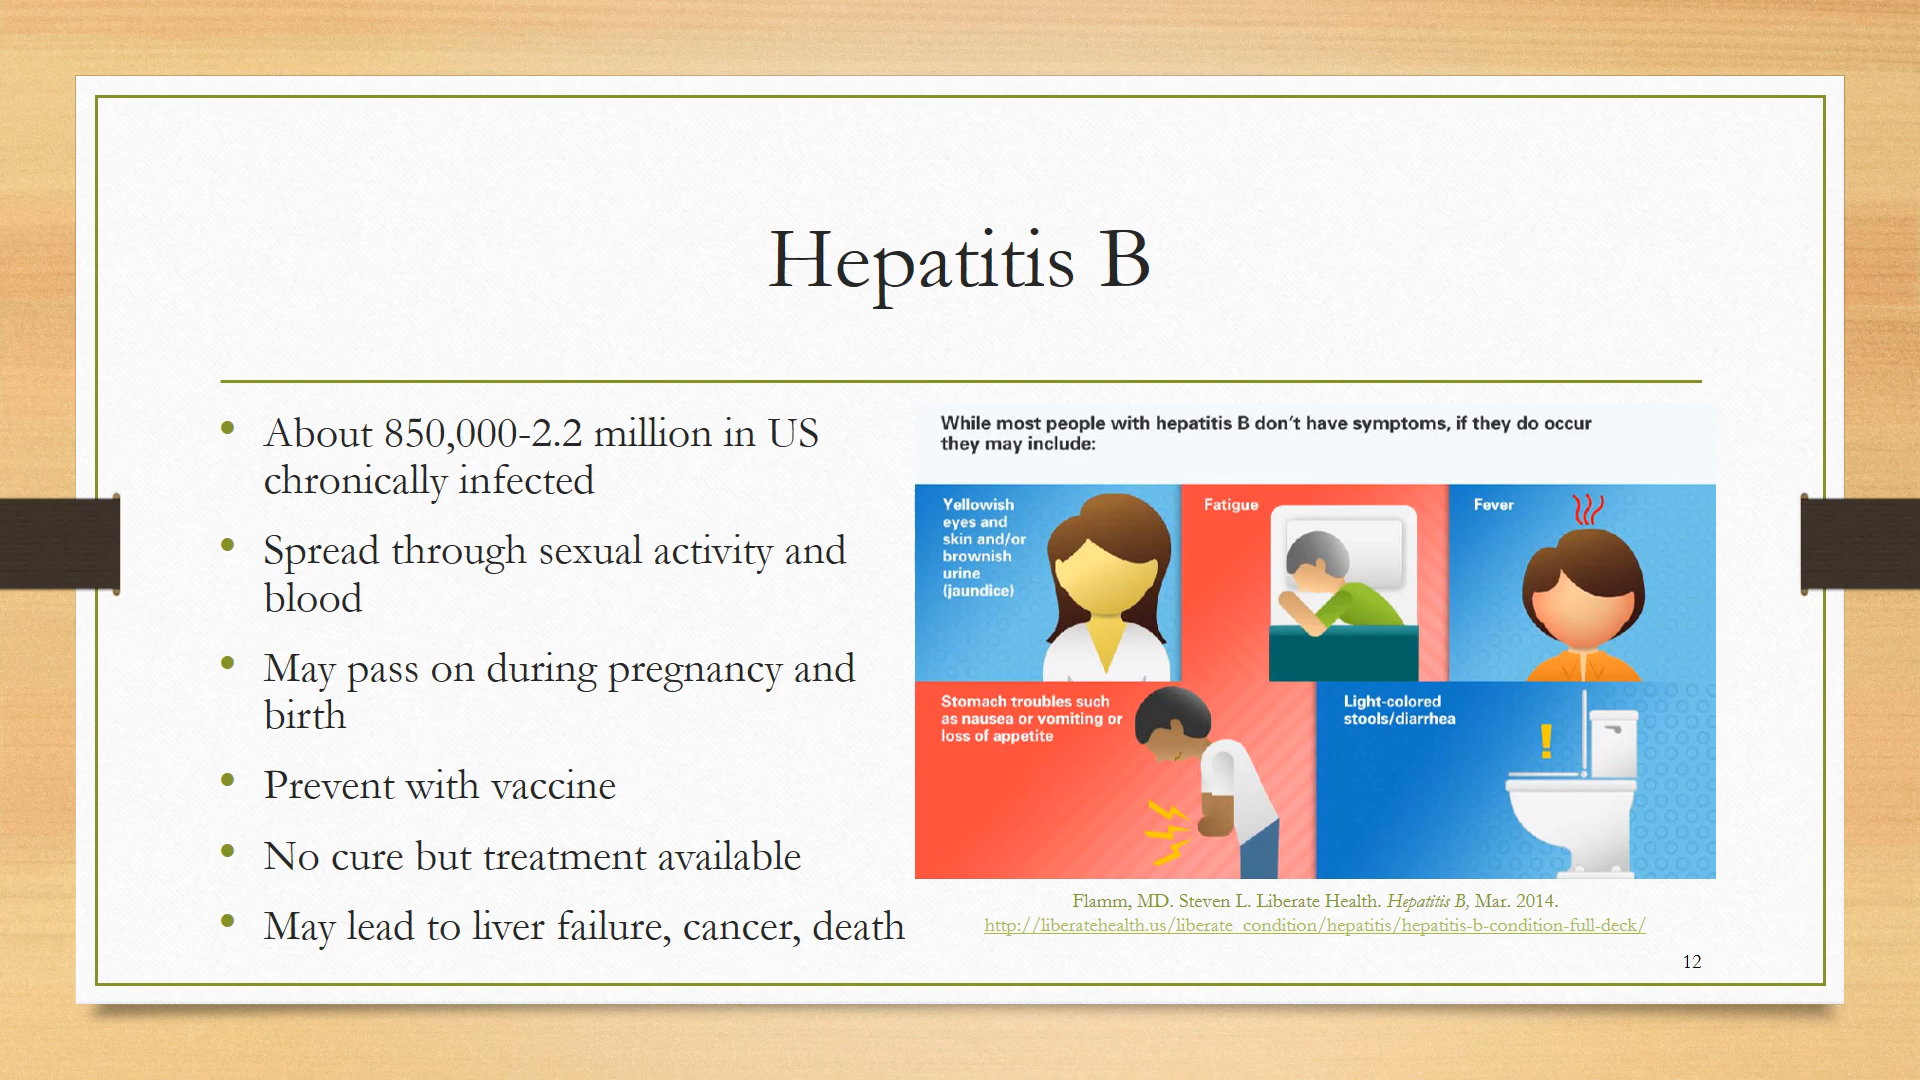 Hepatitis B
• About 850,000-2.2 million in US
chronically infected
• Spread through sexual activity and
blood
• May pass on during pregnancy and
birth
• Prevent with vaccine
• No cure but treatment available
• May lead to liver failure, cancer, death
While most people with hepatitis B don't have symptoms, if they do occur
they may include:
Yellowish
eyes and
skin and/or
brownish
urine
(jaundice)
Fatigue
Fever
Stomach troubles such
as nausea or vomiting or
loss of appetite
Light-colored
stools/diarrhea
!
Flamm, MD. Steven L. Liberate Health. Hepatitis B, Mar. 2014.
http://liberatehealth.us/liberate_condition/hepatitis/hepatitis-b-condition-full-deck/
12